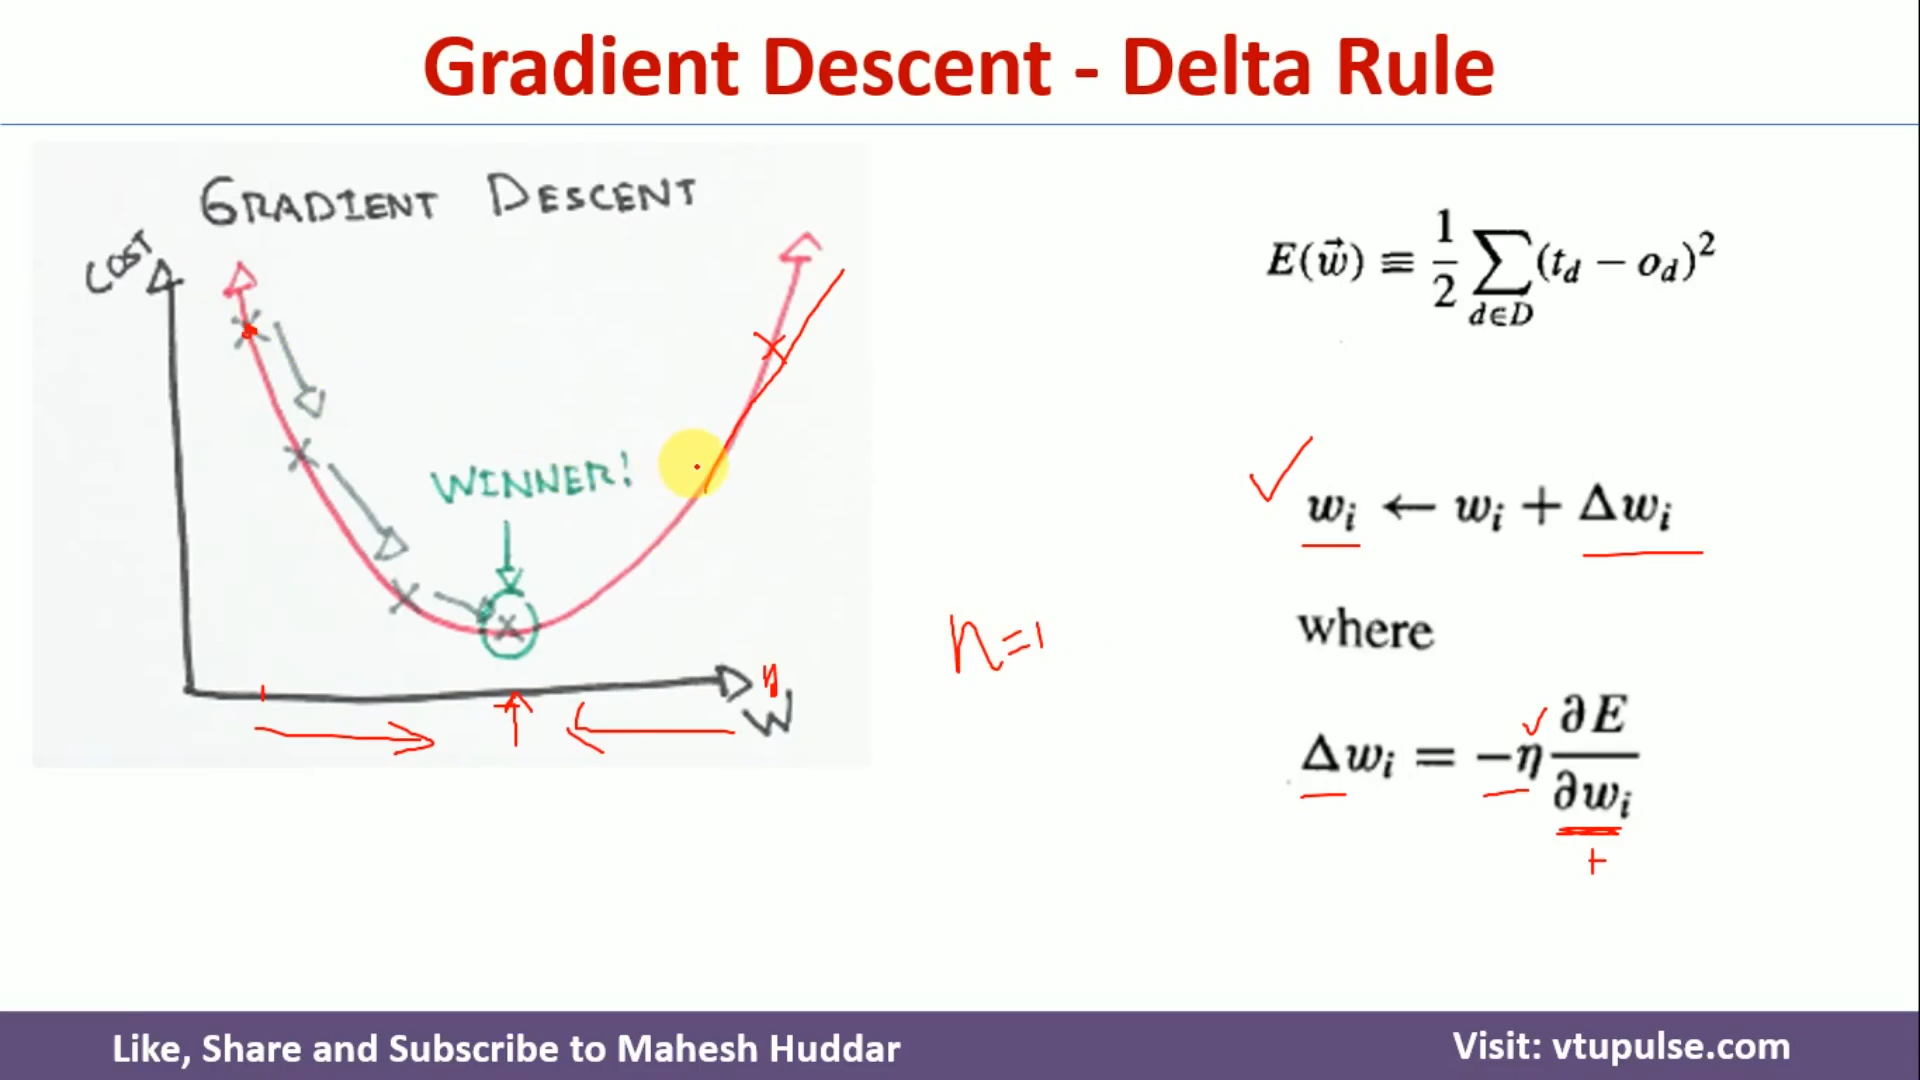 Gradient Descent - Delta Rule
GRADIENT DESCENT
COST
WINNER!
W
η
n=1
E(w⃗) ≡ 1/2 ∑_{d∈D} (t_d − o_d)²
w_i ← w_i + Δw_i
where
Δw_i = −η ∂E/∂w_i
+
Like, Share and Subscribe to Mahesh Huddar
Visit: vtupulse.com